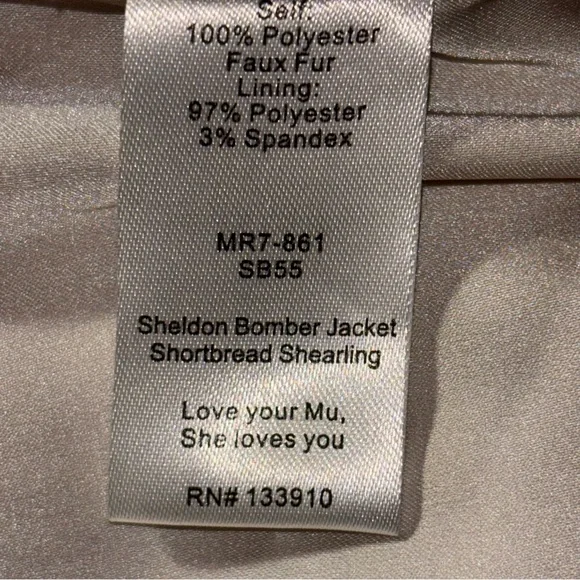 Self:
100% Polyester
Faux Fur
Lining:
97% Polyester
3% Spandex
MR7-861
SB55
Sheldon Bomber Jacket
Shortbread Shearling
Love your Mu,
She loves you
RN# 133910